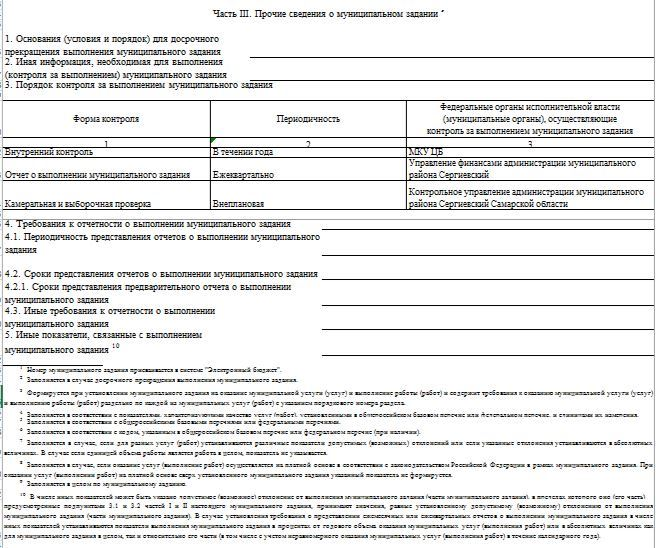 Часть III. Прочие сведения о муниципальном задании
1. Основания (условия и порядок) для досрочного
прекращения выполнения муниципального задания
2. Иная информация, необходимая для выполнения
(контроля за выполнением) муниципального задания
3. Порядок контроля за выполнением муниципального задания
Форма контроля
Периодичность
Федеральные органы исполнительной власти
(муниципальные органы), осуществляющие
контроль за выполнением муниципального задания
1 2 3
Внутренний контроль
В течении года
МКУ ЦБ
Отчет о выполнении муниципального задания
Ежеквартально
Управление финансами администрации муниципального
района Сергиевский
Камеральная и выборочная проверка
Внеплановая
Контрольное управление администрации муниципального
района Сергиевский Самарской области
4. Требования к отчетности о выполнении муниципального задания
4.1. Периодичность представления отчетов о выполнении муниципального
задания
4.2. Сроки представления отчетов о выполнении муниципального задания
4.2.1. Сроки представления предварительного отчета о выполнении
муниципального задания
4.3. Иные требования к отчетности о выполнении
муниципального задания
5. Иные показатели, связанные с выполнением
муниципального задания 10
1 Номер муниципального задания присваивается в системе "Электронный бюджет".
2 Заполняется в случае досрочного прекращения выполнения муниципального задания.
3 Формируется при установлении муниципального задания на оказание муниципальной услуги (услуг) и выполнение работы (работ) и содержит требования к оказанию муниципальной услуги (услуг)
и выполнению работы (работ) раздельно по каждой из муниципальных услуг (работ) с указанием порядкового номера раздела.
4 Заполняется в соответствии с показателями, характеризующими качество услуг (работ), установленными в общероссийском базовом перечне или федеральном перечне, и единицами их измерения.
5 Заполняется в соответствии с общероссийскими базовыми перечнями или федеральными перечнями.
6 Заполняется в соответствии с кодом, указанным в общероссийском базовом перечне или федеральном перечне (при наличии).
7 Заполняется в случае, если для разных услуг (работ) устанавливаются различные показатели допустимых (возможных) отклонений или если указанные отклонения устанавливаются в абсолютных
величинах. В случае если единицей объема работы является работа в целом, показатель не указывается.
8 Заполняется в случае, если оказание услуг (выполнение работ) осуществляется на платной основе в соответствии с законодательством Российской Федерации в рамках муниципального задания. При
оказании услуг (выполнении работ) на платной основе сверх установленного муниципального задания указанный показатель не формируется.
9 Заполняется в целом по муниципальному заданию.
10 В числе иных показателей может быть указано допустимое (возможное) отклонение от выполнения муниципального задания (части муниципального задания), в пределах которого оно (его часть)
предусмотренные подпунктами 3.1 и 3.2 частей I и II настоящего муниципального задания, принимают значения, равные установленному допустимому (возможному) отклонению от выполнения
муниципального задания (части муниципального задания). В случае установления требования о представлении ежемесячных или ежеквартальных отчетов о выполнении муниципального задания в числе
иных показателей устанавливаются показатели выполнения муниципального задания в процентах от годового объема оказания муниципальных услуг (выполнения работ) или в абсолютных величинах как
для муниципального задания в целом, так и относительно его части (в том числе с учетом неравномерного оказания муниципальных услуг (выполнения работ) в течение календарного года).